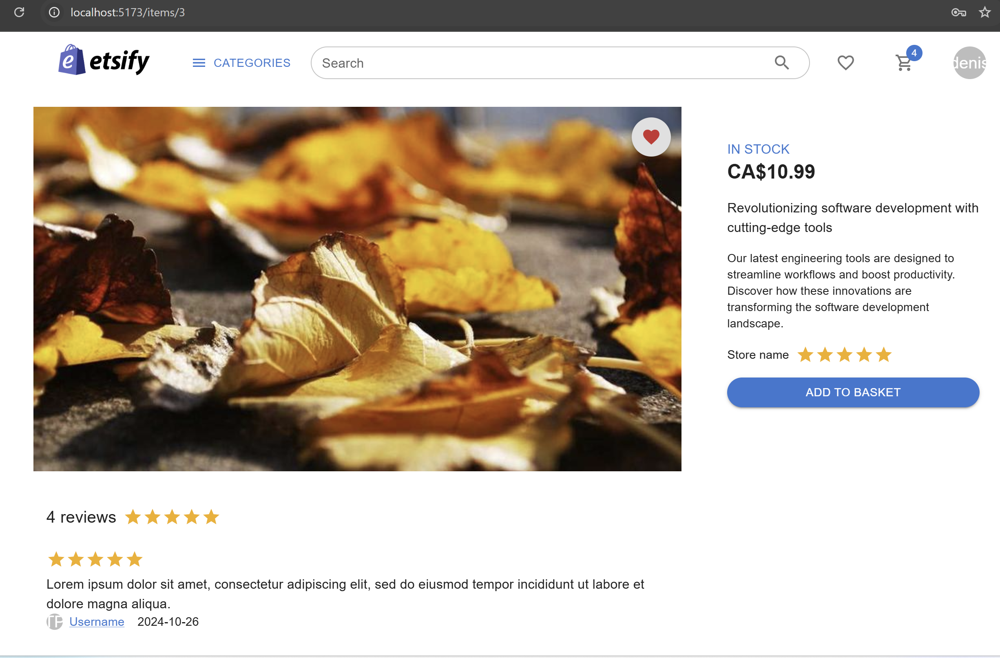 localhost:5173/items/3
e etsify
CATEGORIES
Search
4
denis
IN STOCK
CA$10.99
Revolutionizing software development with
cutting-edge tools
Our latest engineering tools are designed to
streamline workflows and boost productivity.
Discover how these innovations are
transforming the software development
landscape.
Store name
ADD TO BASKET
4 reviews
Lorem ipsum dolor sit amet, consectetur adipiscing elit, sed do eiusmod tempor incididunt ut labore et
dolore magna aliqua.
TP Username 2024-10-26